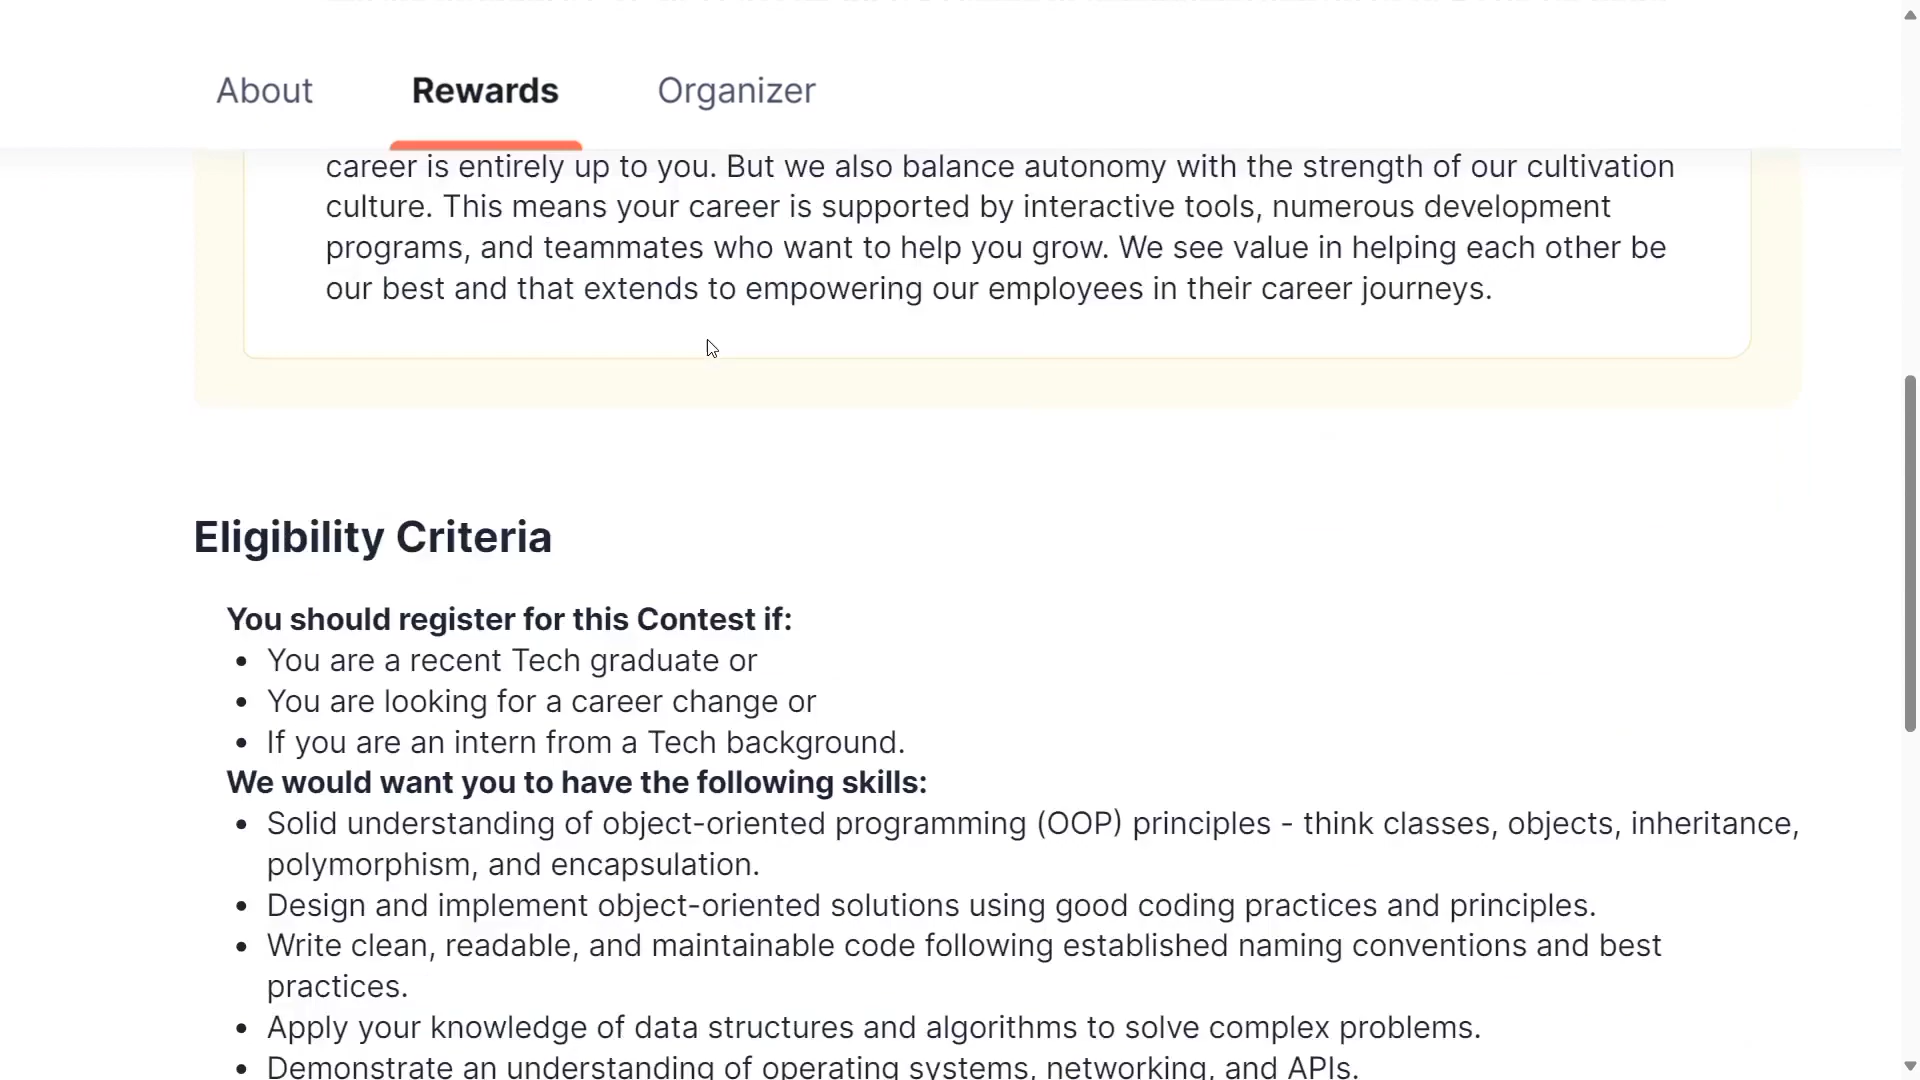 About Rewards Organizer
career is entirely up to you. But we also balance autonomy with the strength of our cultivation
culture. This means your career is supported by interactive tools, numerous development
programs, and teammates who want to help you grow. We see value in helping each other be
our best and that extends to empowering our employees in their career journeys.
Eligibility Criteria
You should register for this Contest if:
• You are a recent Tech graduate or
• You are looking for a career change or
• If you are an intern from a Tech background.
We would want you to have the following skills:
• Solid understanding of object-oriented programming (OOP) principles - think classes, objects, inheritance,
polymorphism, and encapsulation.
• Design and implement object-oriented solutions using good coding practices and principles.
• Write clean, readable, and maintainable code following established naming conventions and best
practices.
• Apply your knowledge of data structures and algorithms to solve complex problems.
• Demonstrate an understanding of operating systems, networking, and APIs.